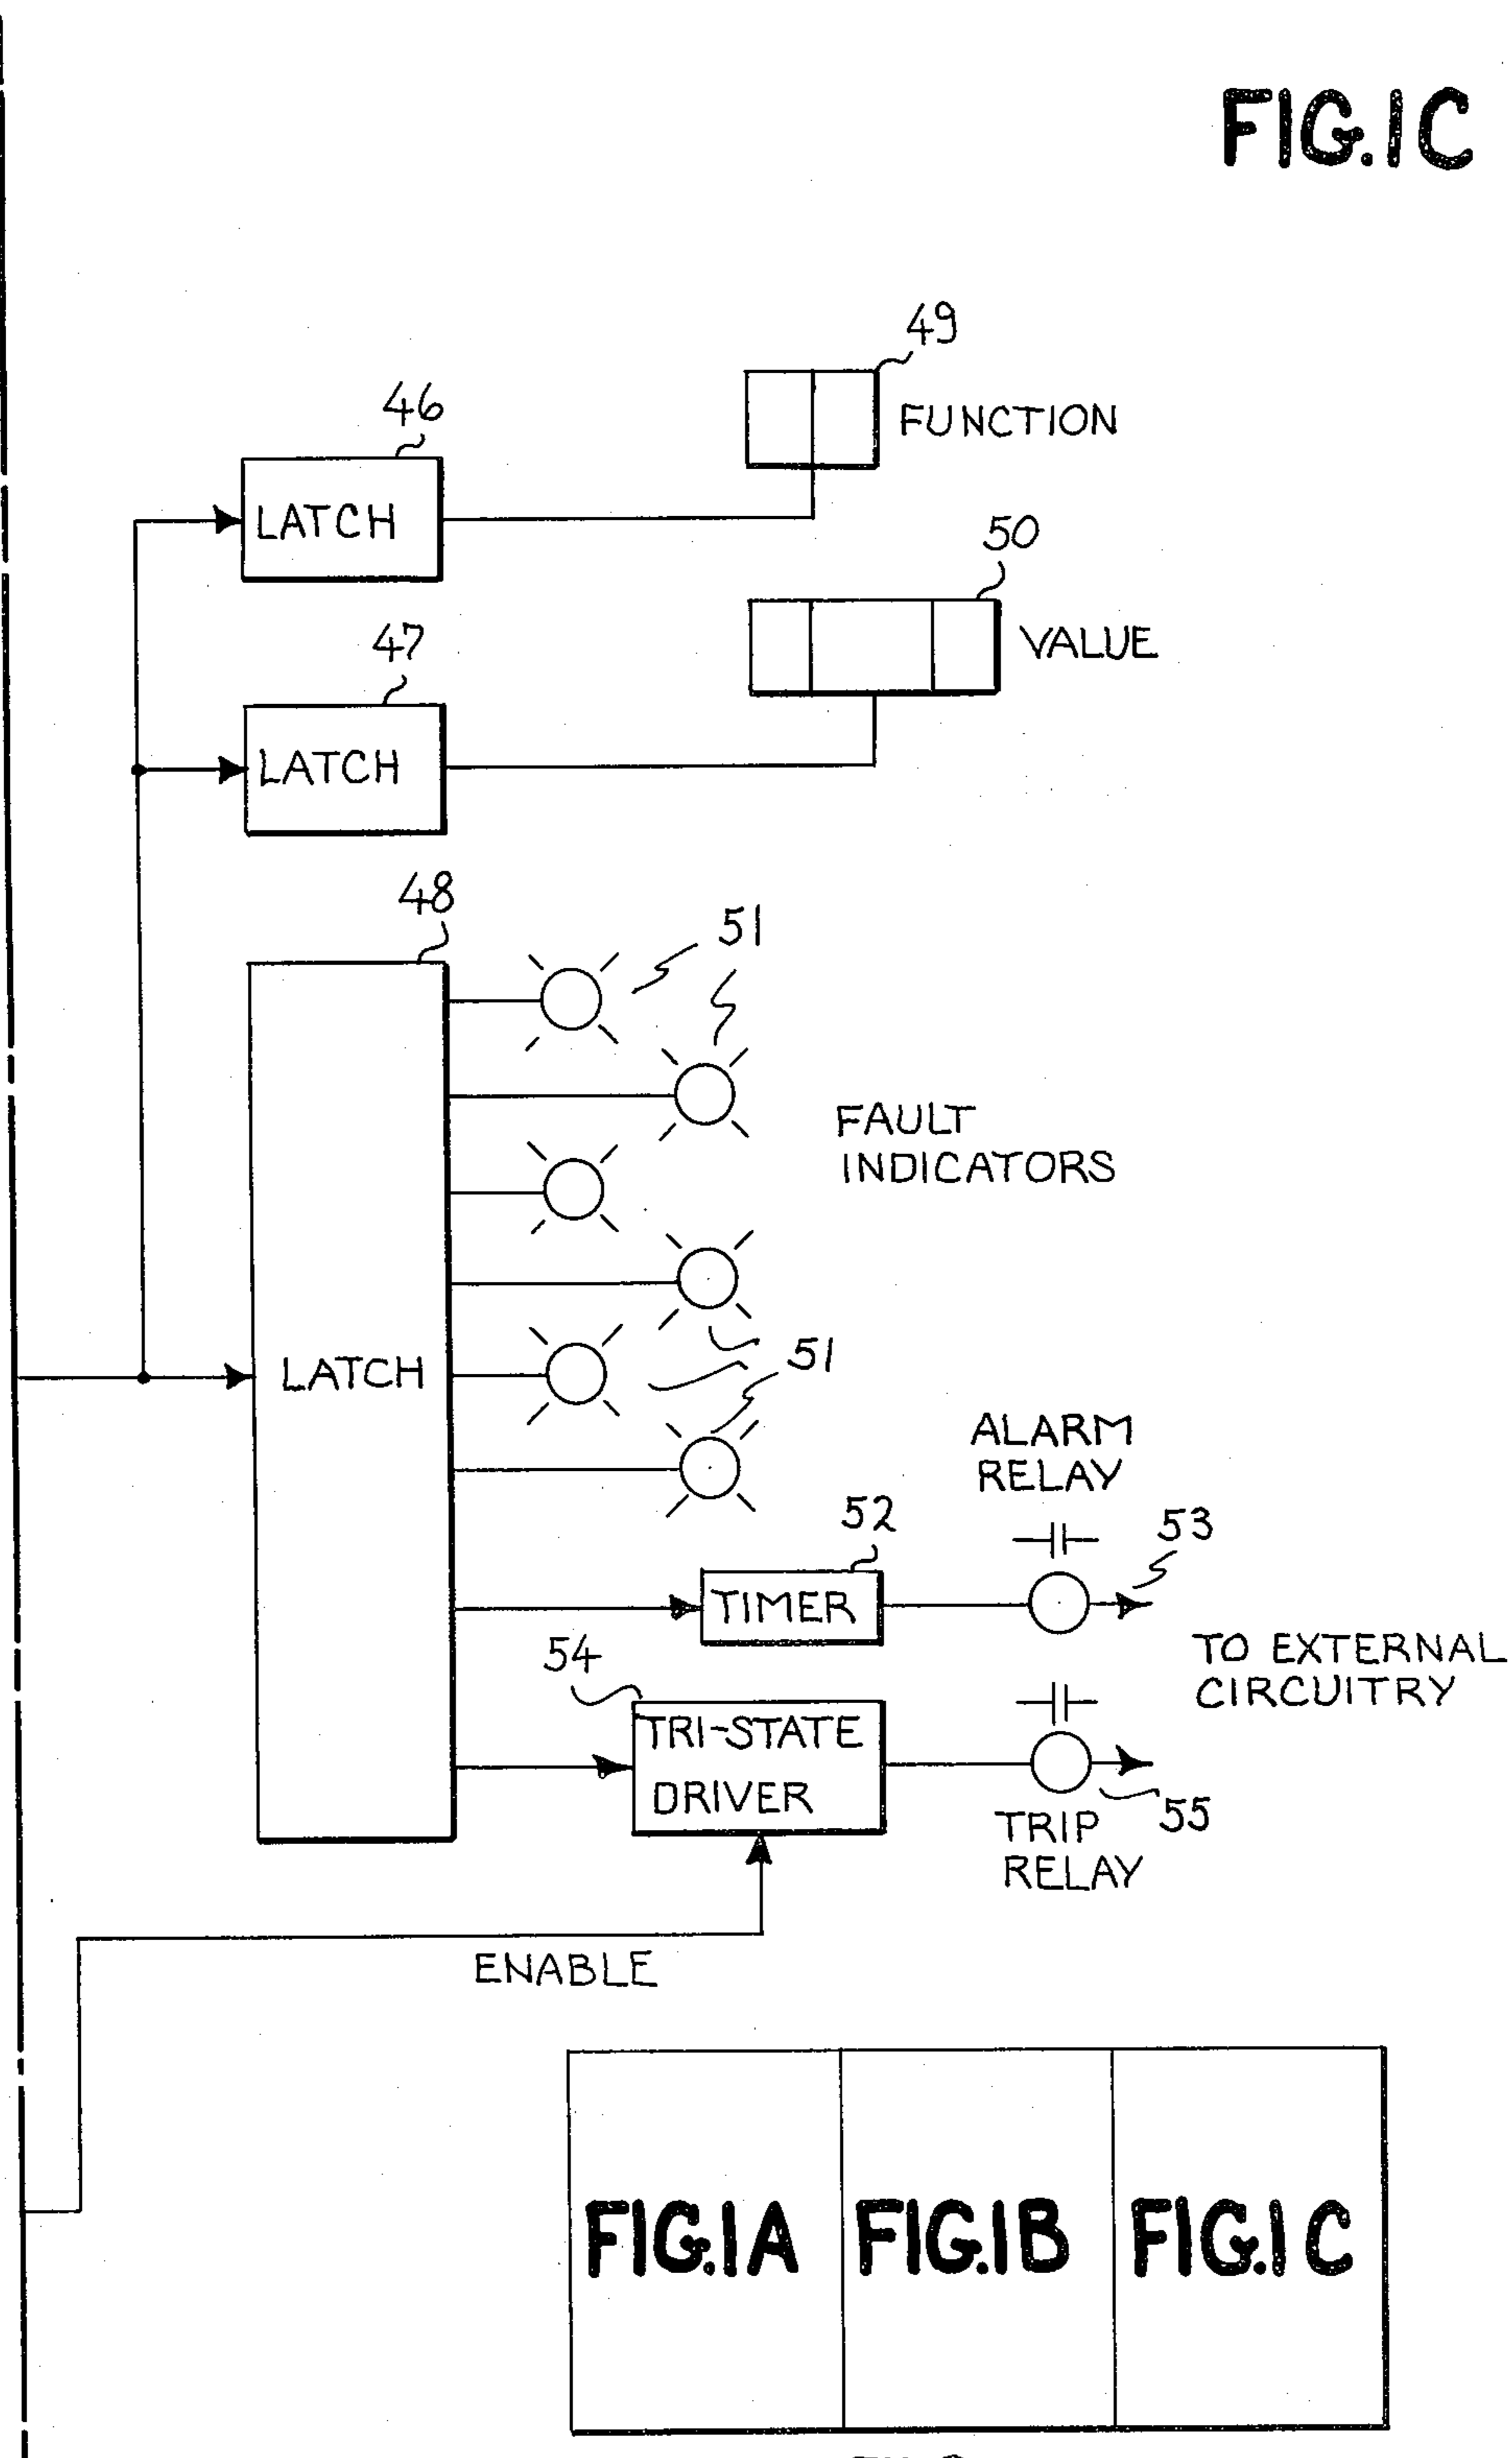 FIG.1C
49
FUNCTION
46
LATCH
50
VALUE
47
LATCH
48
51
FAULT
INDICATORS
LATCH
51
ALARM
RELAY
52
53
TIMER
TO EXTERNAL
CIRCUITRY
54
TRI-STATE
DRIVER
55
TRIP
RELAY
ENABLE
FIG.1A FIG.1B FIG.1C